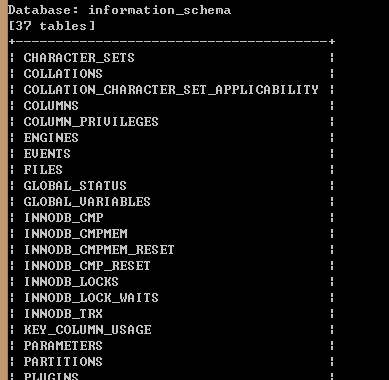 Database: information_schema
[37 tables]
+---------------------------------------+
| CHARACTER_SETS |
| COLLATIONS |
| COLLATION_CHARACTER_SET_APPLICABILITY |
| COLUMNS |
| COLUMN_PRIVILEGES |
| ENGINES |
| EVENTS |
| FILES |
| GLOBAL_STATUS |
| GLOBAL_VARIABLES |
| INNODB_CMP |
| INNODB_CMPMEM |
| INNODB_CMPMEM_RESET |
| INNODB_CMP_RESET |
| INNODB_LOCKS |
| INNODB_LOCK_WAITS |
| INNODB_TRX |
| KEY_COLUMN_USAGE |
| PARAMETERS |
| PARTITIONS |
| PLUGINS |